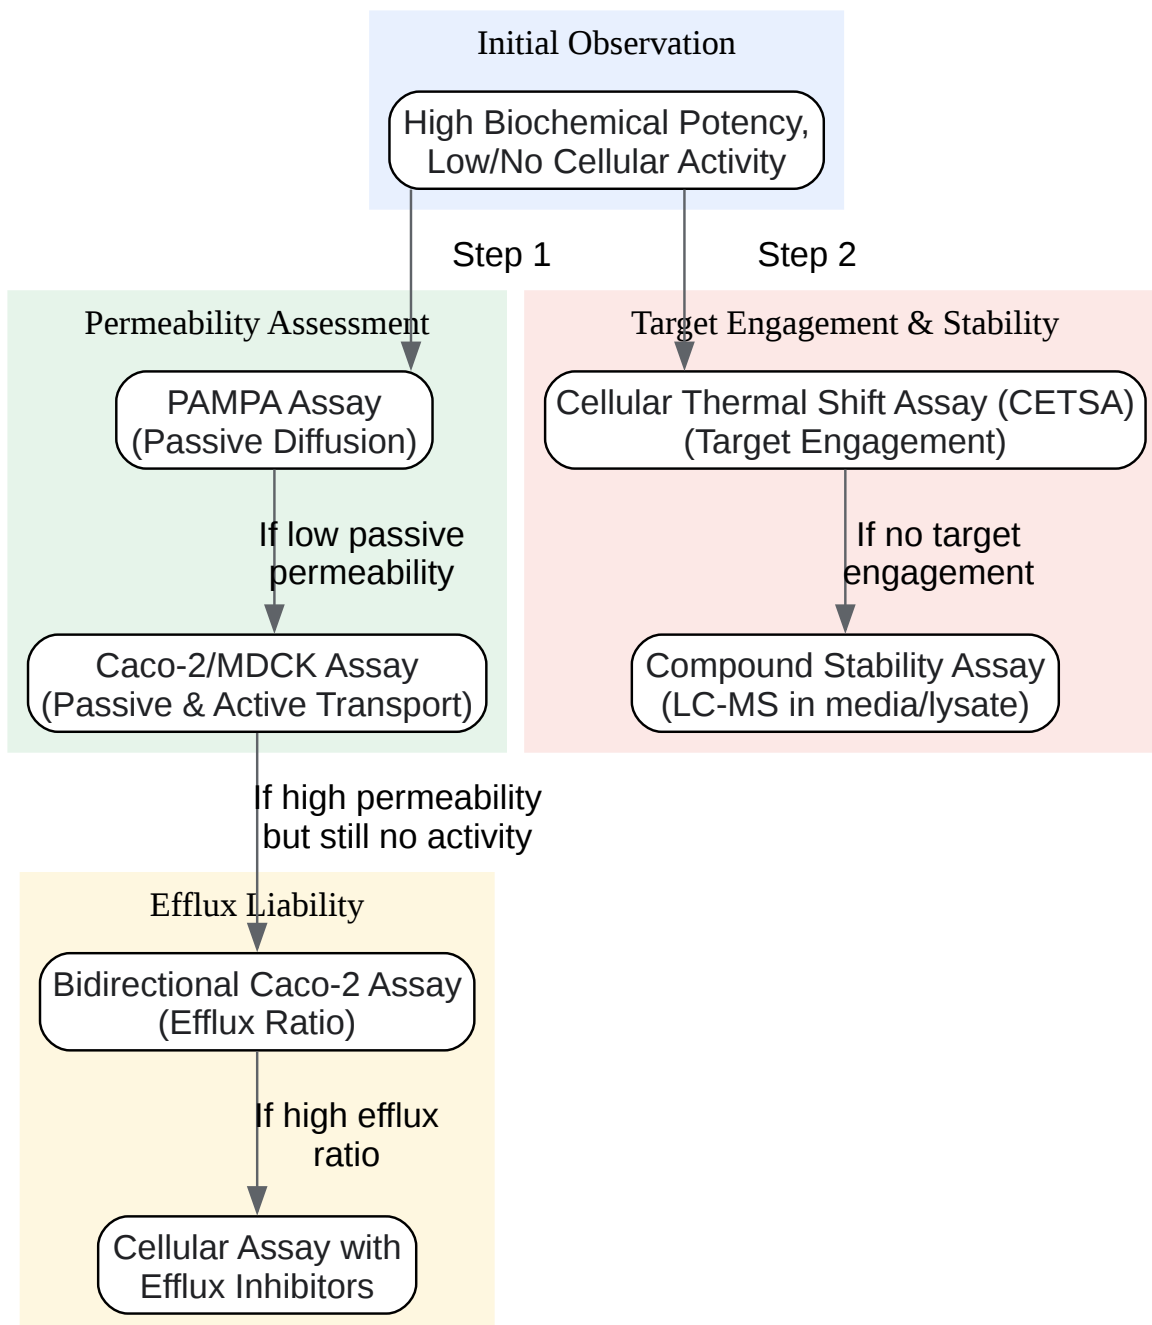 Initial Observation
High Biochemical Potency,
Low/No Cellular Activity
Step 1
Step 2
Permeability Assessment
PAMPA Assay
(Passive Diffusion)
If low passive
permeability
Caco-2/MDCK Assay
(Passive & Active Transport)
Target Engagement & Stability
Cellular Thermal Shift Assay (CETSA)
(Target Engagement)
If no target
engagement
Compound Stability Assay
(LC-MS in media/lysate)
If high permeability
but still no activity
Efflux Liability
Bidirectional Caco-2 Assay
(Efflux Ratio)
If high efflux
ratio
Cellular Assay with
Efflux Inhibitors